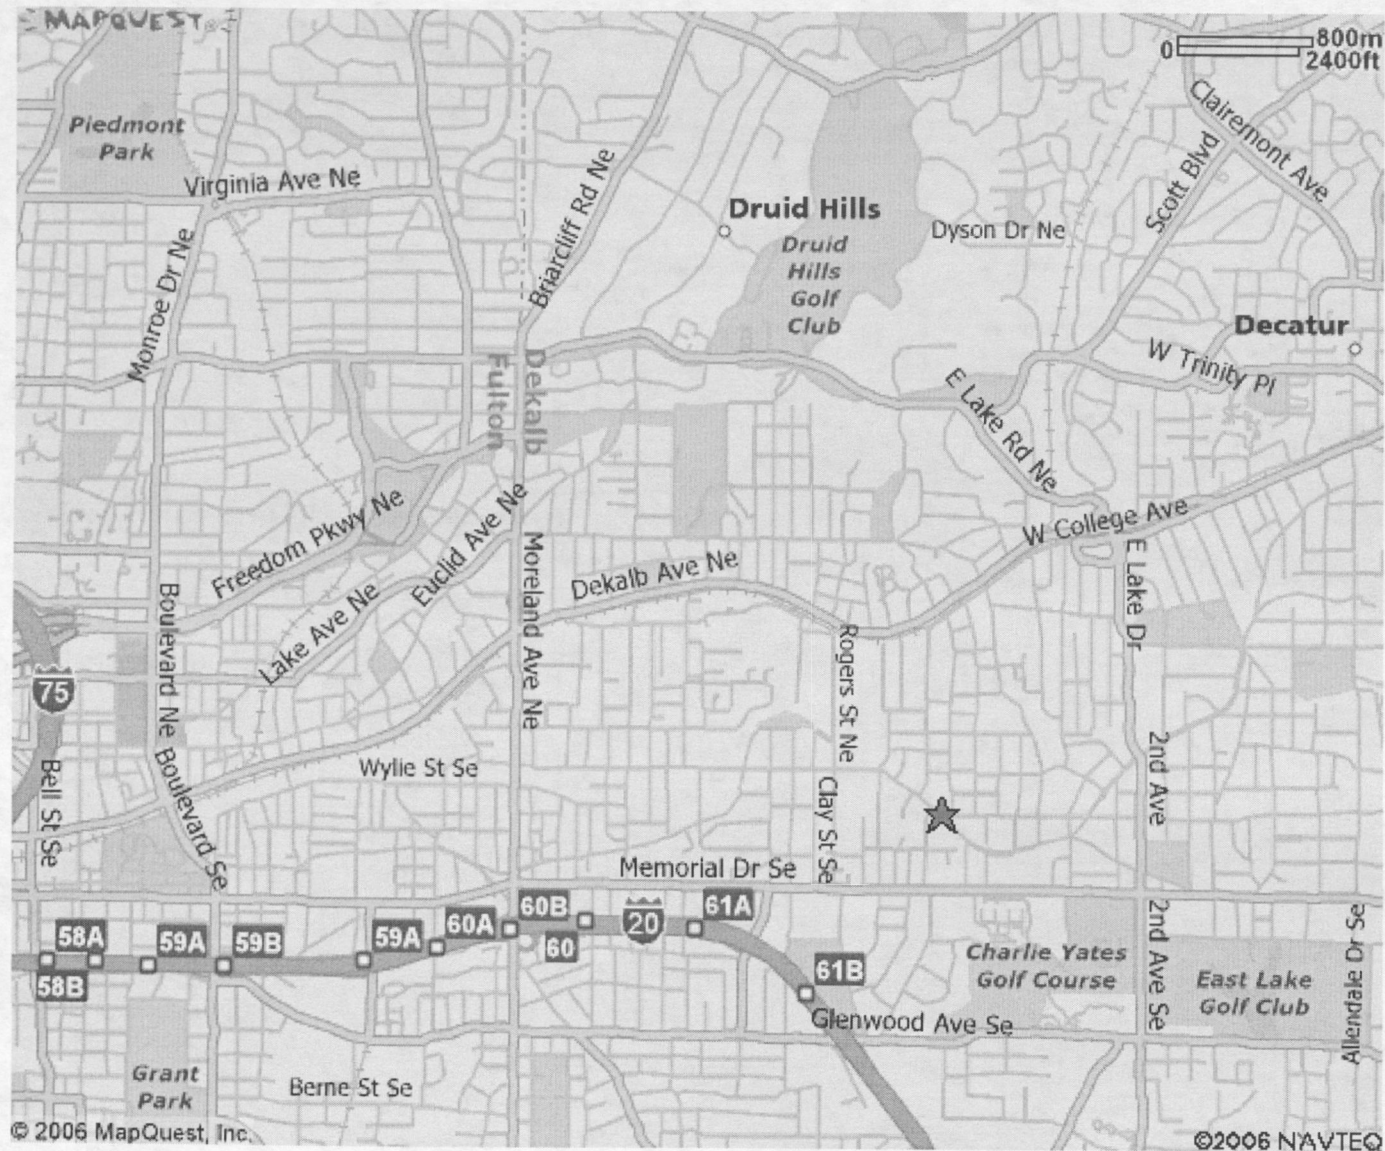 MAPQUEST
0 800m
2400ft
Clairemont Ave
Scott Blvd
Piedmont
Park
Virginia Ave Ne
Briarcliff Rd Ne
Druid Hills
Druid
Hills
Golf
Club
Dyson Dr Ne
Monroe Dr Ne
Decatur
W Trinity Pl
Dekalb
Fulton
E Lake Rd Ne
Freedom Pkwy Ne
Euclid Ave Ne
W College Ave
Lake Ave Ne
Moreland Ave Ne
Dekalb Ave Ne
E Lake Dr
Boulevard Ne
Rogers St Ne
75
Bell St Se
Boulevard Se
Wylie St Se
Clay St Se
2nd Ave
Memorial Dr Se
58A
58B
59A
59B
59A
60A
60B
60
20
61A
61B
Charlie Yates
Golf Course
2nd Ave Se
East Lake
Golf Club
Allendale Dr Se
Glenwood Ave Se
Grant
Park
Berne St Se
© 2006 MapQuest, Inc.
©2006 NAVTEQ